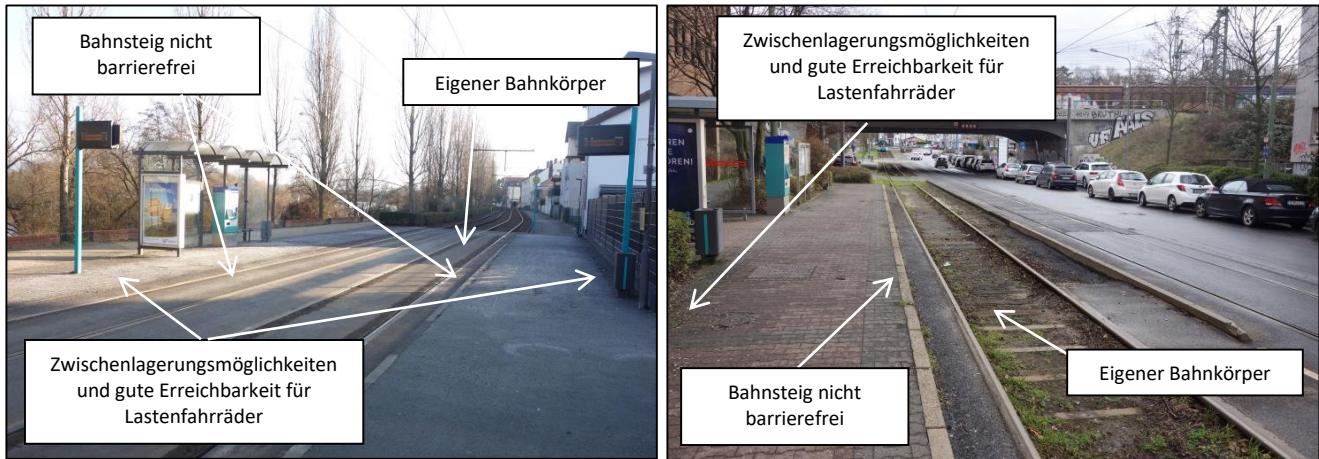 Bahnsteig nicht
barrierefrei
Eigener Bahnkörper
Zwischenlagerungsmöglichkeiten
und gute Erreichbarkeit für
Lastenfahrräder
Zwischenlagerungsmöglichkeiten
und gute Erreichbarkeit für
Lastenfahrräder
Bahnsteig nicht
barrierefrei
Eigener Bahnkörper